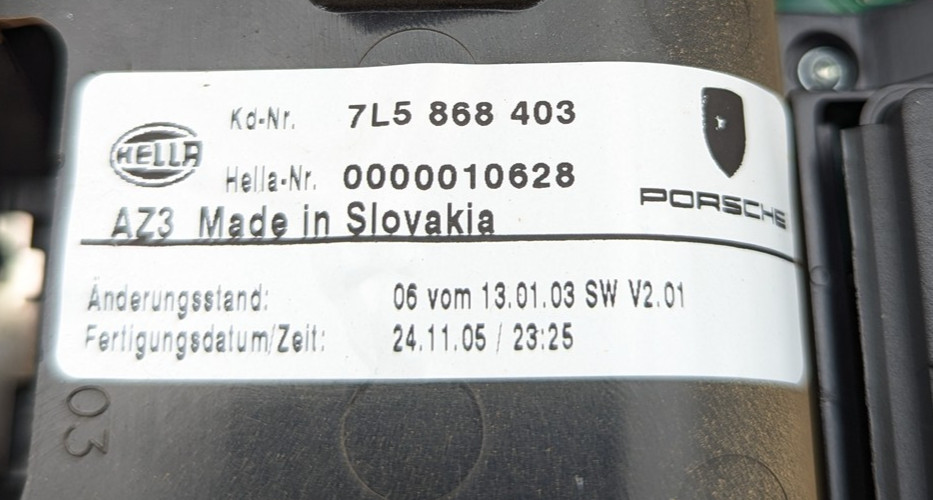 Kd-Nr. 7L5 868 403
HELLA
Hella-Nr. 0000010628
PORSCHE
AZ3 Made in Slovakia
Änderungsstand: 06 vom 13.01.03 SW V2.01
Fertigungsdatum/Zeit: 24.11.05 / 23:25
03